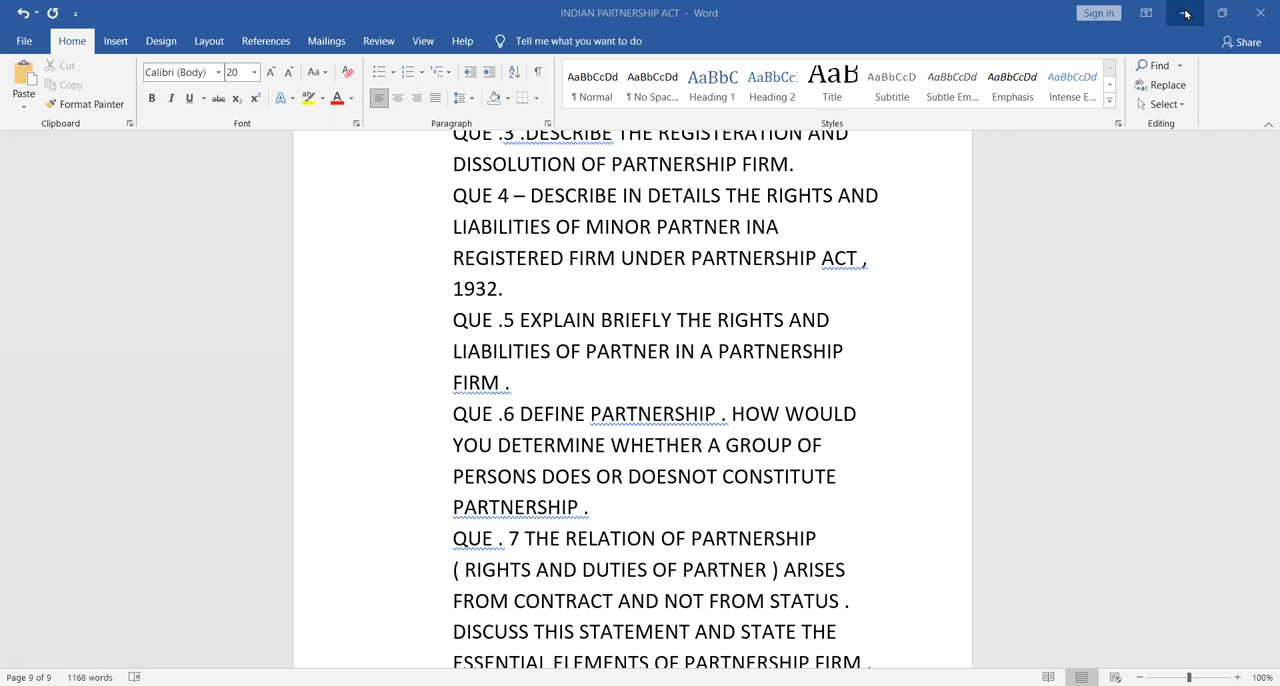 INDIAN PARTNERSHIP ACT - Word
Sign in
File Home Insert Design Layout References Mailings Review View Help Tell me what you want to do
Share
Paste
Cut
Copy
Format Painter
Clipboard
Calibri (Body) 20 Aa
B I U abc x₂ x² A A
Font
Paragraph
AaBbCcDd AaBbCcDd AaBbC AaBbCc AaB AaBbCcD AaBbCcDd AaBbCcDd AaBbCcDd
¶ Normal ¶ No Spac... Heading 1 Heading 2 Title Subtitle Subtle Em... Emphasis Intense E...
Styles
Find
Replace
Select
Editing
QUE .3 .DESCRIBE THE REGISTERATION AND
DISSOLUTION OF PARTNERSHIP FIRM.
QUE 4 – DESCRIBE IN DETAILS THE RIGHTS AND
LIABILITIES OF MINOR PARTNER INA
REGISTERED FIRM UNDER PARTNERSHIP ACT ,
1932.
QUE .5 EXPLAIN BRIEFLY THE RIGHTS AND
LIABILITIES OF PARTNER IN A PARTNERSHIP
FIRM .
QUE .6 DEFINE PARTNERSHIP . HOW WOULD
YOU DETERMINE WHETHER A GROUP OF
PERSONS DOES OR DOESNOT CONSTITUTE
PARTNERSHIP .
QUE . 7 THE RELATION OF PARTNERSHIP
( RIGHTS AND DUTIES OF PARTNER ) ARISES
FROM CONTRACT AND NOT FROM STATUS .
DISCUSS THIS STATEMENT AND STATE THE
ESSENTIAL ELEMENTS OF PARTNERSHIP FIRM .
Page 9 of 9 1168 words
100%